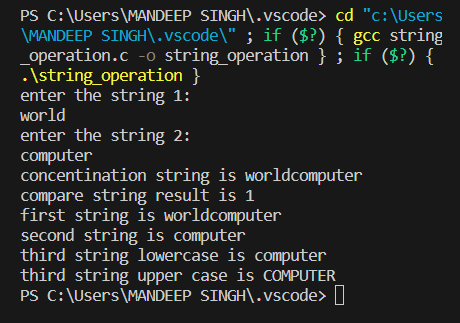 PS C:\Users\MANDEEP SINGH\.vscode> cd "c:\Users
\MANDEEP SINGH\.vscode\" ; if ($?) { gcc string
_operation.c -o string_operation } ; if ($?) {
.\string_operation }
enter the string 1:
world
enter the string 2:
computer
concentination string is worldcomputer
compare string result is 1
first string is worldcomputer
second string is computer
third string lowercase is computer
third string upper case is COMPUTER
PS C:\Users\MANDEEP SINGH\.vscode>